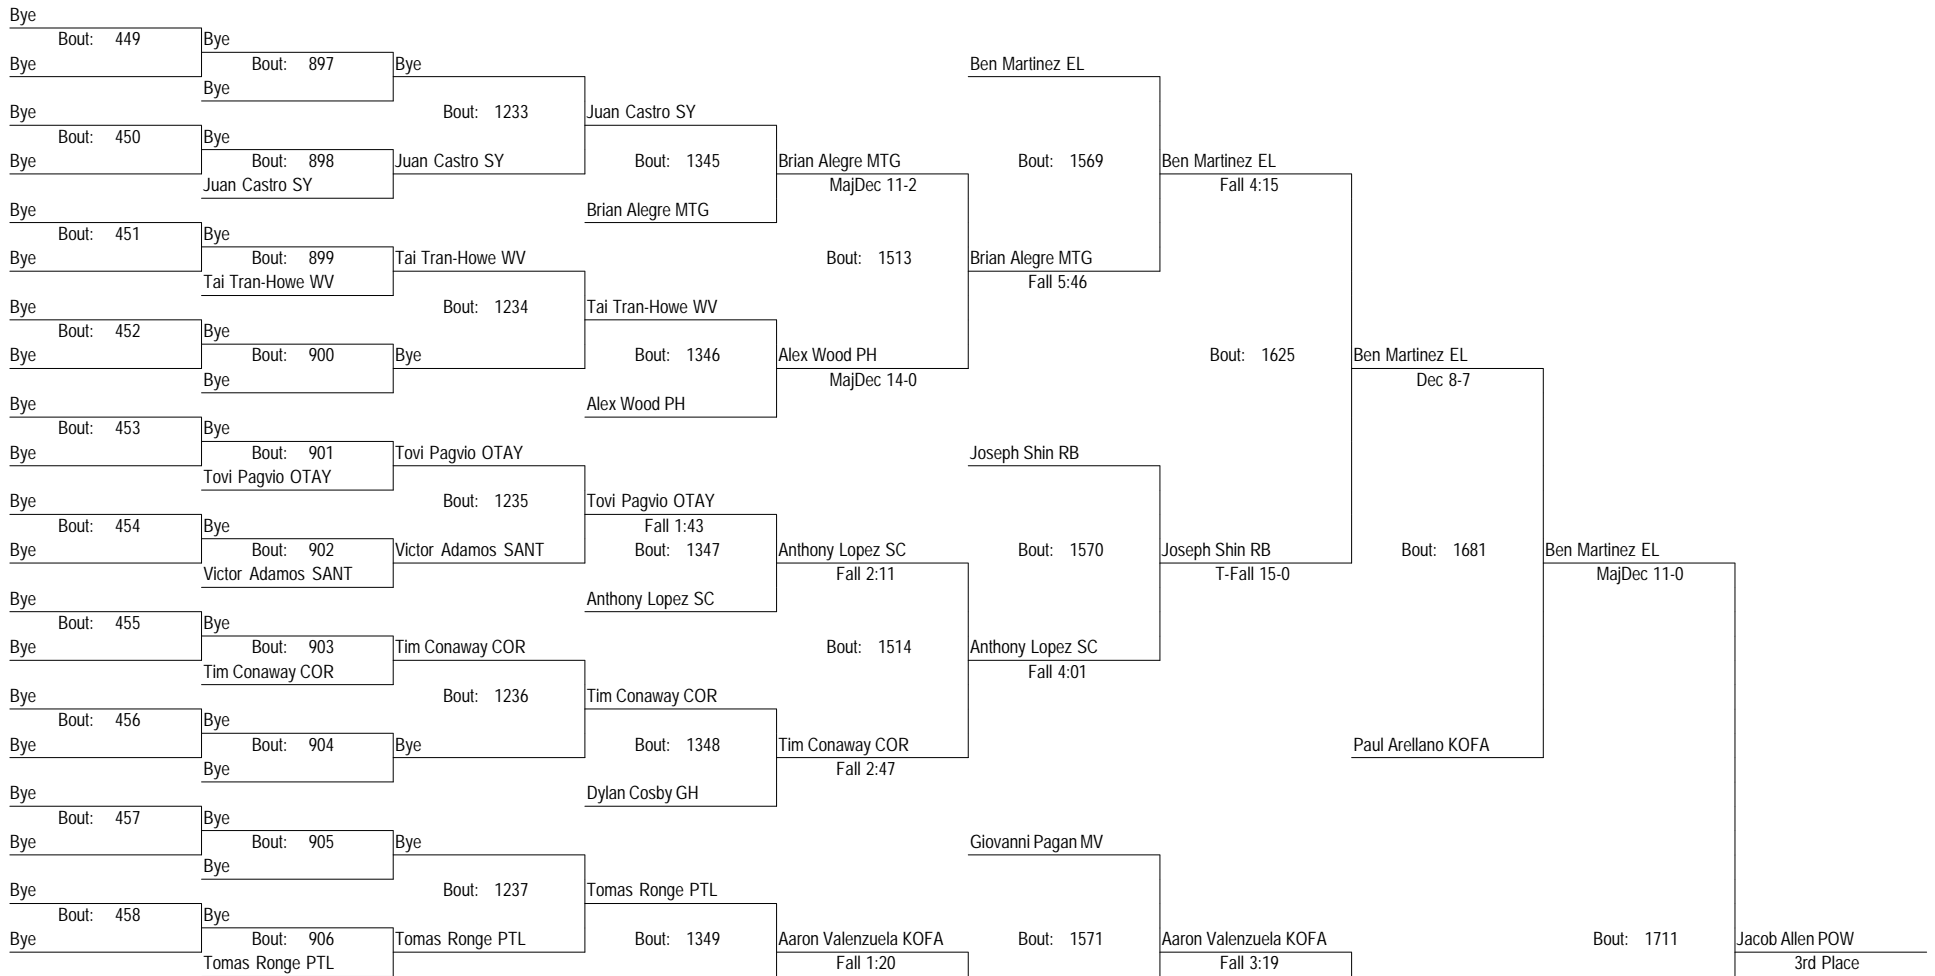 Bye
Bout: 449 Bye
Bye Bout: 897 Bye Ben Martinez EL
Bye
Bye Bout: 1233 Juan Castro SY
Bout: 450 Bye
Bye Bout: 898 Juan Castro SY Bout: 1345 Brian Alegre MTG Bout: 1569 Ben Martinez EL
Juan Castro SY MajDec 11-2 Fall 4:15
Bye Brian Alegre MTG
Bout: 451 Bye
Bye Bout: 899 Tai Tran-Howe WV Bout: 1513 Brian Alegre MTG
Tai Tran-Howe WV Fall 5:46
Bye Bout: 1234 Tai Tran-Howe WV
Bout: 452 Bye
Bye Bout: 900 Bye Bout: 1346 Alex Wood PH Bout: 1625 Ben Martinez EL
Bye MajDec 14-0 Dec 8-7
Bye Alex Wood PH
Bout: 453 Bye
Bye Bout: 901 Tovi Pagvio OTAY Joseph Shin RB
Tovi Pagvio OTAY
Bye Bout: 1235 Tovi Pagvio OTAY
Bout: 454 Bye Fall 1:43
Bye Bout: 902 Victor Adamos SANT Bout: 1347 Anthony Lopez SC Bout: 1570 Joseph Shin RB Bout: 1681 Ben Martinez EL
Victor Adamos SANT Fall 2:11 T-Fall 15-0 MajDec 11-0
Bye Anthony Lopez SC
Bout: 455 Bye
Bye Bout: 903 Tim Conaway COR Bout: 1514 Anthony Lopez SC
Tim Conaway COR Fall 4:01
Bye Bout: 1236 Tim Conaway COR
Bout: 456 Bye
Bye Bout: 904 Bye Bout: 1348 Tim Conaway COR Paul Arellano KOFA
Bye Fall 2:47
Bye Dylan Cosby GH
Bout: 457 Bye
Bye Bout: 905 Bye Giovanni Pagan MV
Bye
Bye Bout: 1237 Tomas Ronge PTL
Bout: 458 Bye
Bye Bout: 906 Tomas Ronge PTL Bout: 1349 Aaron Valenzuela KOFA Bout: 1571 Aaron Valenzuela KOFA Bout: 1711 Jacob Allen POW
Tomas Ronge PTL Fall 1:20 Fall 3:19 3rd Place